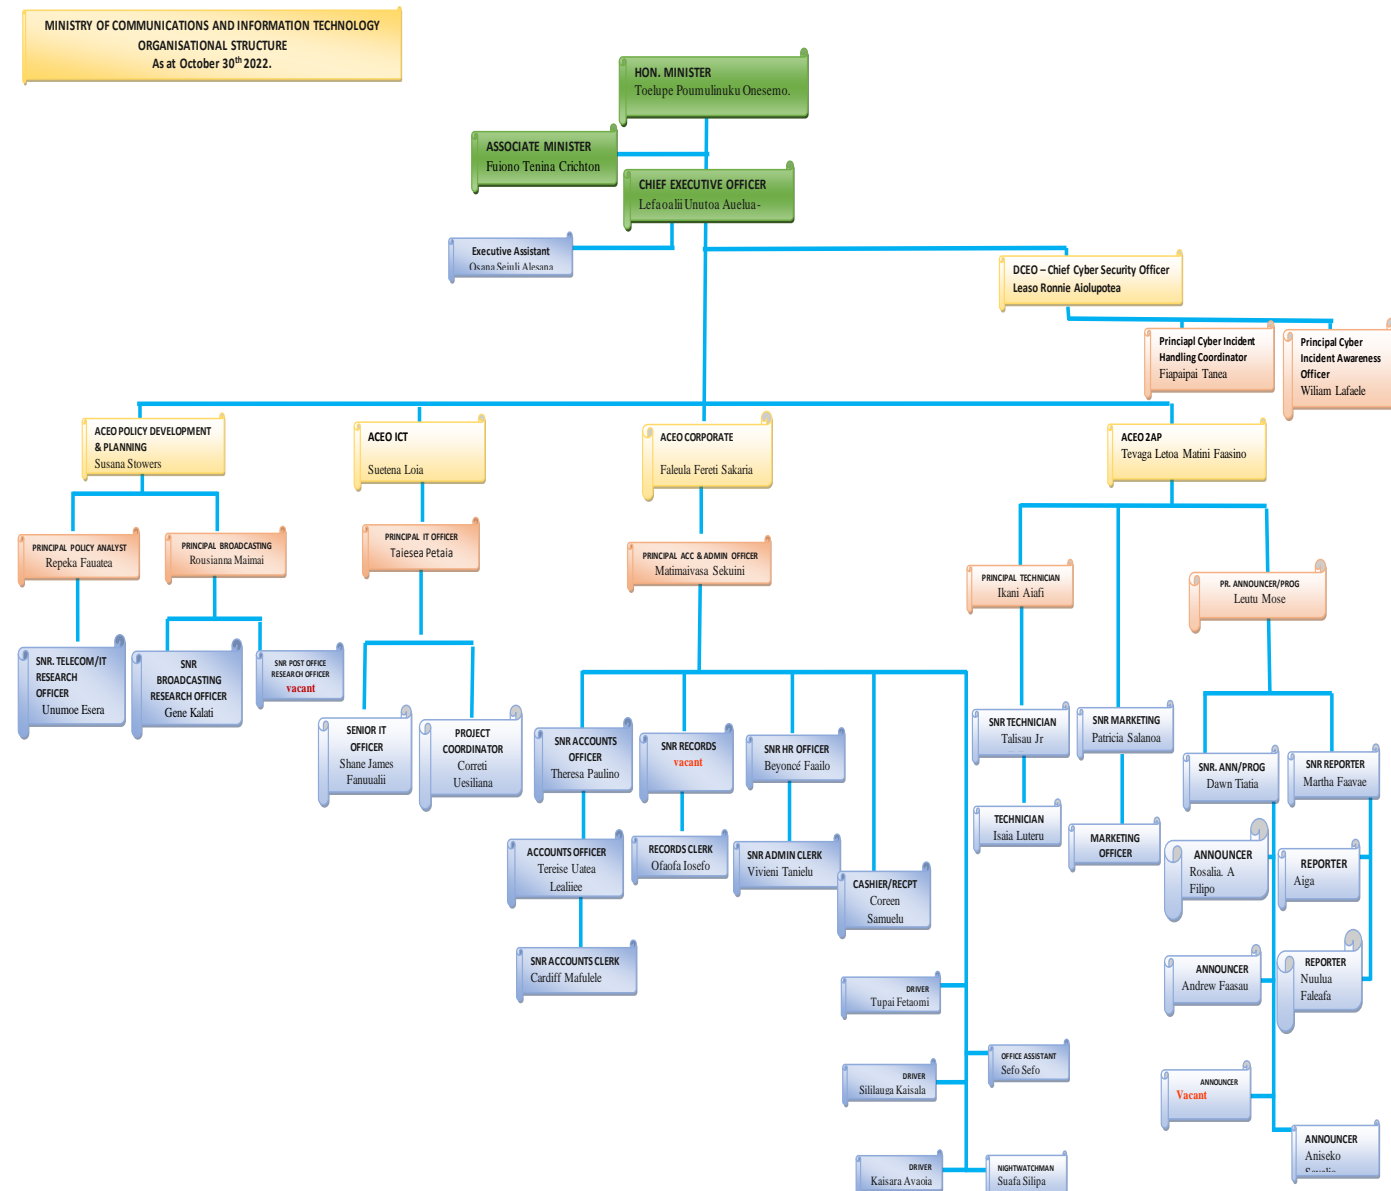 MINISTRY OF COMMUNICATIONS AND INFORMATION TECHNOLOGY
ORGANISATIONAL STRUCTURE
As at October 30th 2022.
HON. MINISTER
Toelupe Poumulinuku Onesemo.
ASSOCIATE MINISTER
Fuiono Tenina Crichton
CHIEF EXECUTIVE OFFICER
Lefaoalii Unutoa Auelua-
Executive Assistant
Osana Seiuli Alesana
DCEO – Chief Cyber Security Officer
Leaso Ronnie Aiolupotea
Princiapl Cyber Incident
Handling Coordinator
Fiapaipai Tanea
Principal Cyber
Incident Awareness
Officer
Wiliam Lafaele
ACEO POLICY DEVELOPMENT
& PLANNING
Susana Stowers
ACEO ICT
Suetena Loia
ACEO CORPORATE
Faleula Fereti Sakaria
ACEO 2AP
Tevaga Letoa Matini Faasino
PRINCIPAL POLICY ANALYST
Repeka Fauatea
PRINCIPAL BROADCASTING
Rousianna Maimai
PRINCIPAL IT OFFICER
Taiesea Petaia
PRINCIPAL ACC & ADMIN OFFICER
Matimaivasa Sekuini
PRINCIPAL TECHNICIAN
Ikani Aiafi
PR. ANNOUNCER/PROG
Leutu Mose
SNR. TELECOM/IT
RESEARCH
OFFICER
Unumoe Esera
SNR
BROADCASTING
RESEARCH OFFICER
Gene Kalati
SNR POST OFFICE
RESEARCH OFFICER
vacant
SENIOR IT
OFFICER
Shane James
Fanuualii
PROJECT
COORDINATOR
Correti
Uesiliana
SNR ACCOUNTS
OFFICER
Theresa Paulino
SNR RECORDS
vacant
SNR HR OFFICER
Beyoncé Faailo
SNR TECHNICIAN
Talisau Jr
SNR MARKETING
Patricia Salanoa
SNR. ANN/PROG
Dawn Tiatia
SNR REPORTER
Martha Faavae
ACCOUNTS OFFICER
Tereise Uatea
Lealiiee
RECORDS CLERK
Ofaofa Iosefo
SNR ADMIN CLERK
Vivieni Tanielu
CASHIER/RECPT
Coreen
Samuelu
TECHNICIAN
Isaia Luteru
MARKETING
OFFICER
ANNOUNCER
Rosalia. A
Filipo
REPORTER
Aiga
SNR ACCOUNTS CLERK
Cardiff Mafulele
ANNOUNCER
Andrew Faasau
REPORTER
Nuulua
Faleafa
DRIVER
Tupai Fetaomi
OFFICE ASSISTANT
Sefo Sefo
DRIVER
Sililauga Kaisala
ANNOUNCER
Vacant
ANNOUNCER
Aniseko
DRIVER
Kaisara Avaoia
NIGHTWATCHMAN
Suafa Silipa